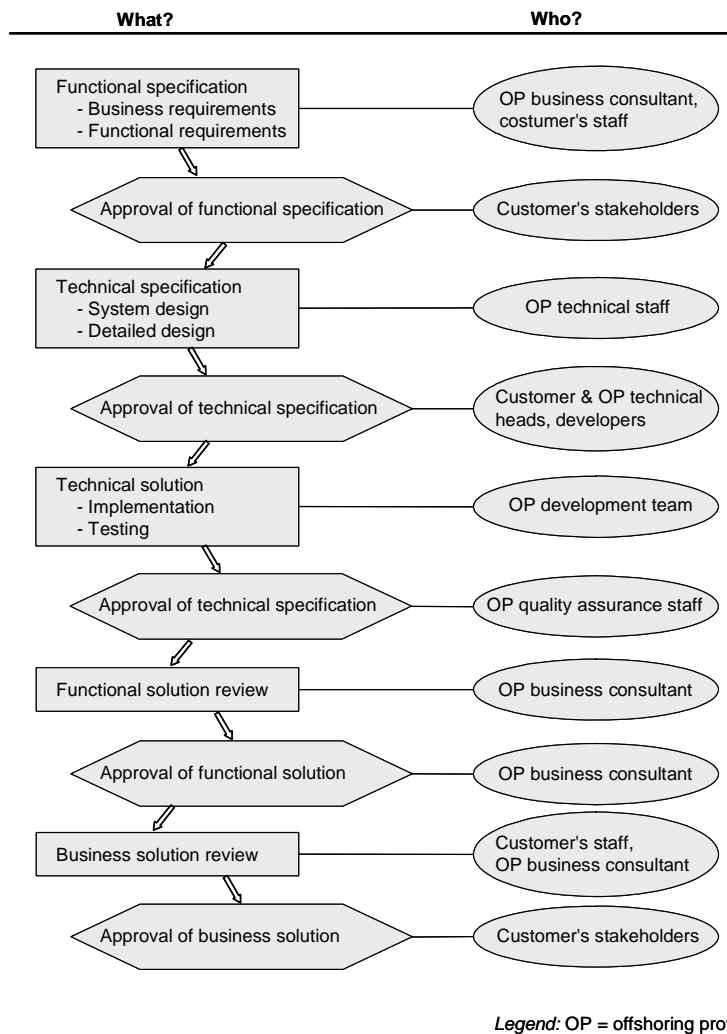 What?
Who?
Functional specification
- Business requirements
- Functional requirements
OP business consultant,
costumer's staff
Approval of functional specification
Customer's stakeholders
Technical specification
- System design
- Detailed design
OP technical staff
Approval of technical specification
Customer & OP technical
heads, developers
Technical solution
- Implementation
- Testing
OP development team
Approval of technical specification
OP quality assurance staff
Functional solution review
OP business consultant
Approval of functional solution
OP business consultant
Business solution review
Customer's staff,
OP business consultant
Approval of business solution
Customer's stakeholders
Legend: OP = offshoring